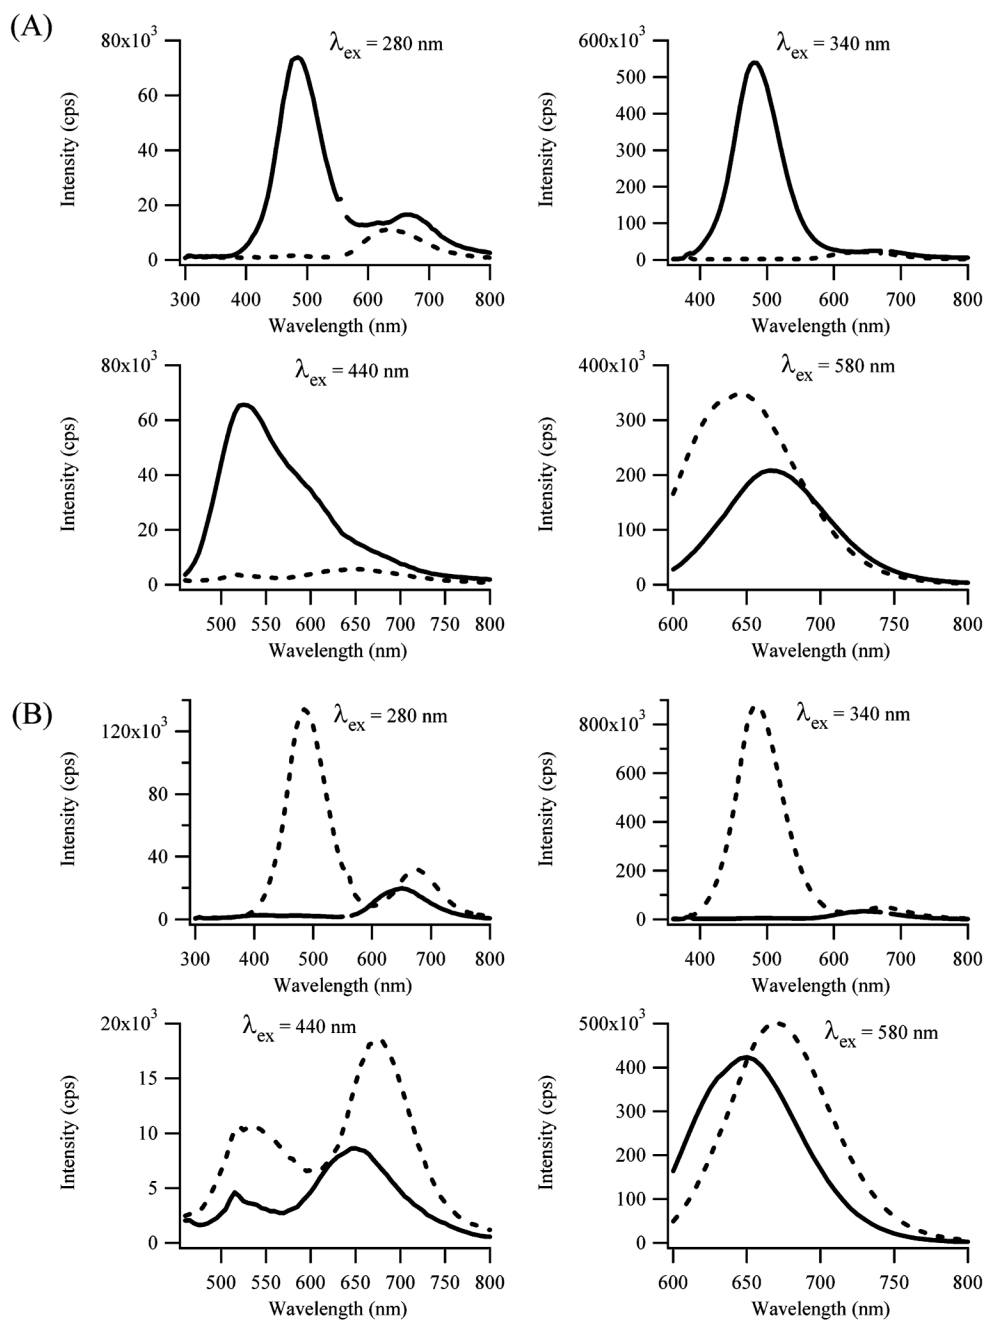 (A)
80x10³
60
40
20
0
Intensity (cps)
λex = 280 nm
300 400 500 600 700 800
Wavelength (nm)
600x10³
500
400
300
200
100
0
Intensity (cps)
λex = 340 nm
400 500 600 700 800
Wavelength (nm)
80x10³
60
40
20
0
Intensity (cps)
λex = 440 nm
500 550 600 650 700 750 800
Wavelength (nm)
400x10³
300
200
100
0
Intensity (cps)
λex = 580 nm
600 650 700 750 800
Wavelength (nm)
(B)
120x10³
80
40
0
Intensity (cps)
λex = 280 nm
300 400 500 600 700 800
Wavelength (nm)
800x10³
600
400
200
0
Intensity (cps)
λex = 340 nm
400 500 600 700 800
Wavelength (nm)
20x10³
15
10
5
0
Intensity (cps)
λex = 440 nm
500 550 600 650 700 750 800
Wavelength (nm)
500x10³
400
300
200
100
0
Intensity (cps)
λex = 580 nm
600 650 700 750 800
Wavelength (nm)